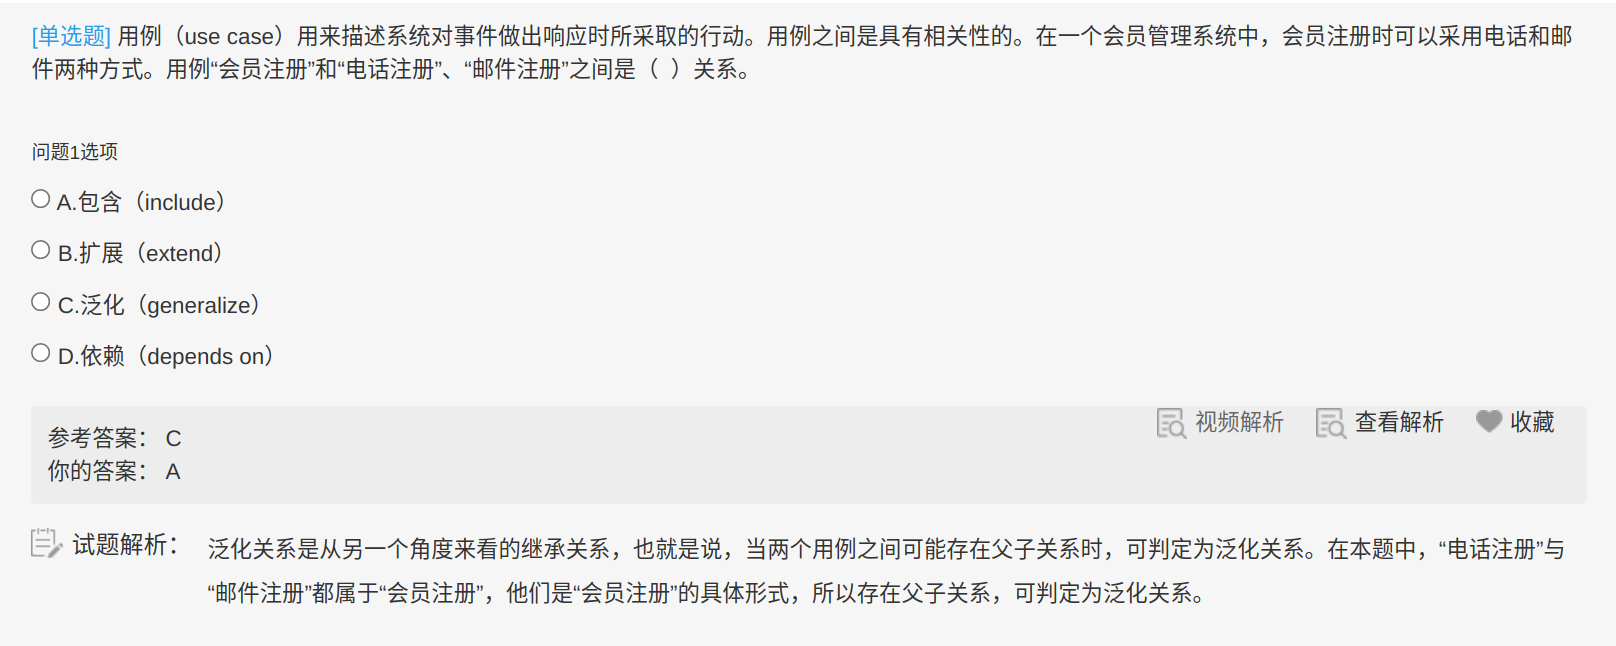 [单选题] 用例（use case）用来描述系统对事件做出响应时所采取的行动。用例之间是具有相关性的。在一个会员管理系统中，会员注册时可以采用电话和邮
件两种方式。用例“会员注册”和“电话注册”、“邮件注册”之间是（  ）关系。
问题1选项
A.包含（include）
B.扩展（extend）
C.泛化（generalize）
D.依赖（depends on）
视频解析 查看解析 收藏
参考答案： C
你的答案： A
试题解析： 泛化关系是从另一个角度来看的继承关系，也就是说，当两个用例之间可能存在父子关系时，可判定为泛化关系。在本题中，“电话注册”与
“邮件注册”都属于“会员注册”，他们是“会员注册”的具体形式，所以存在父子关系，可判定为泛化关系。